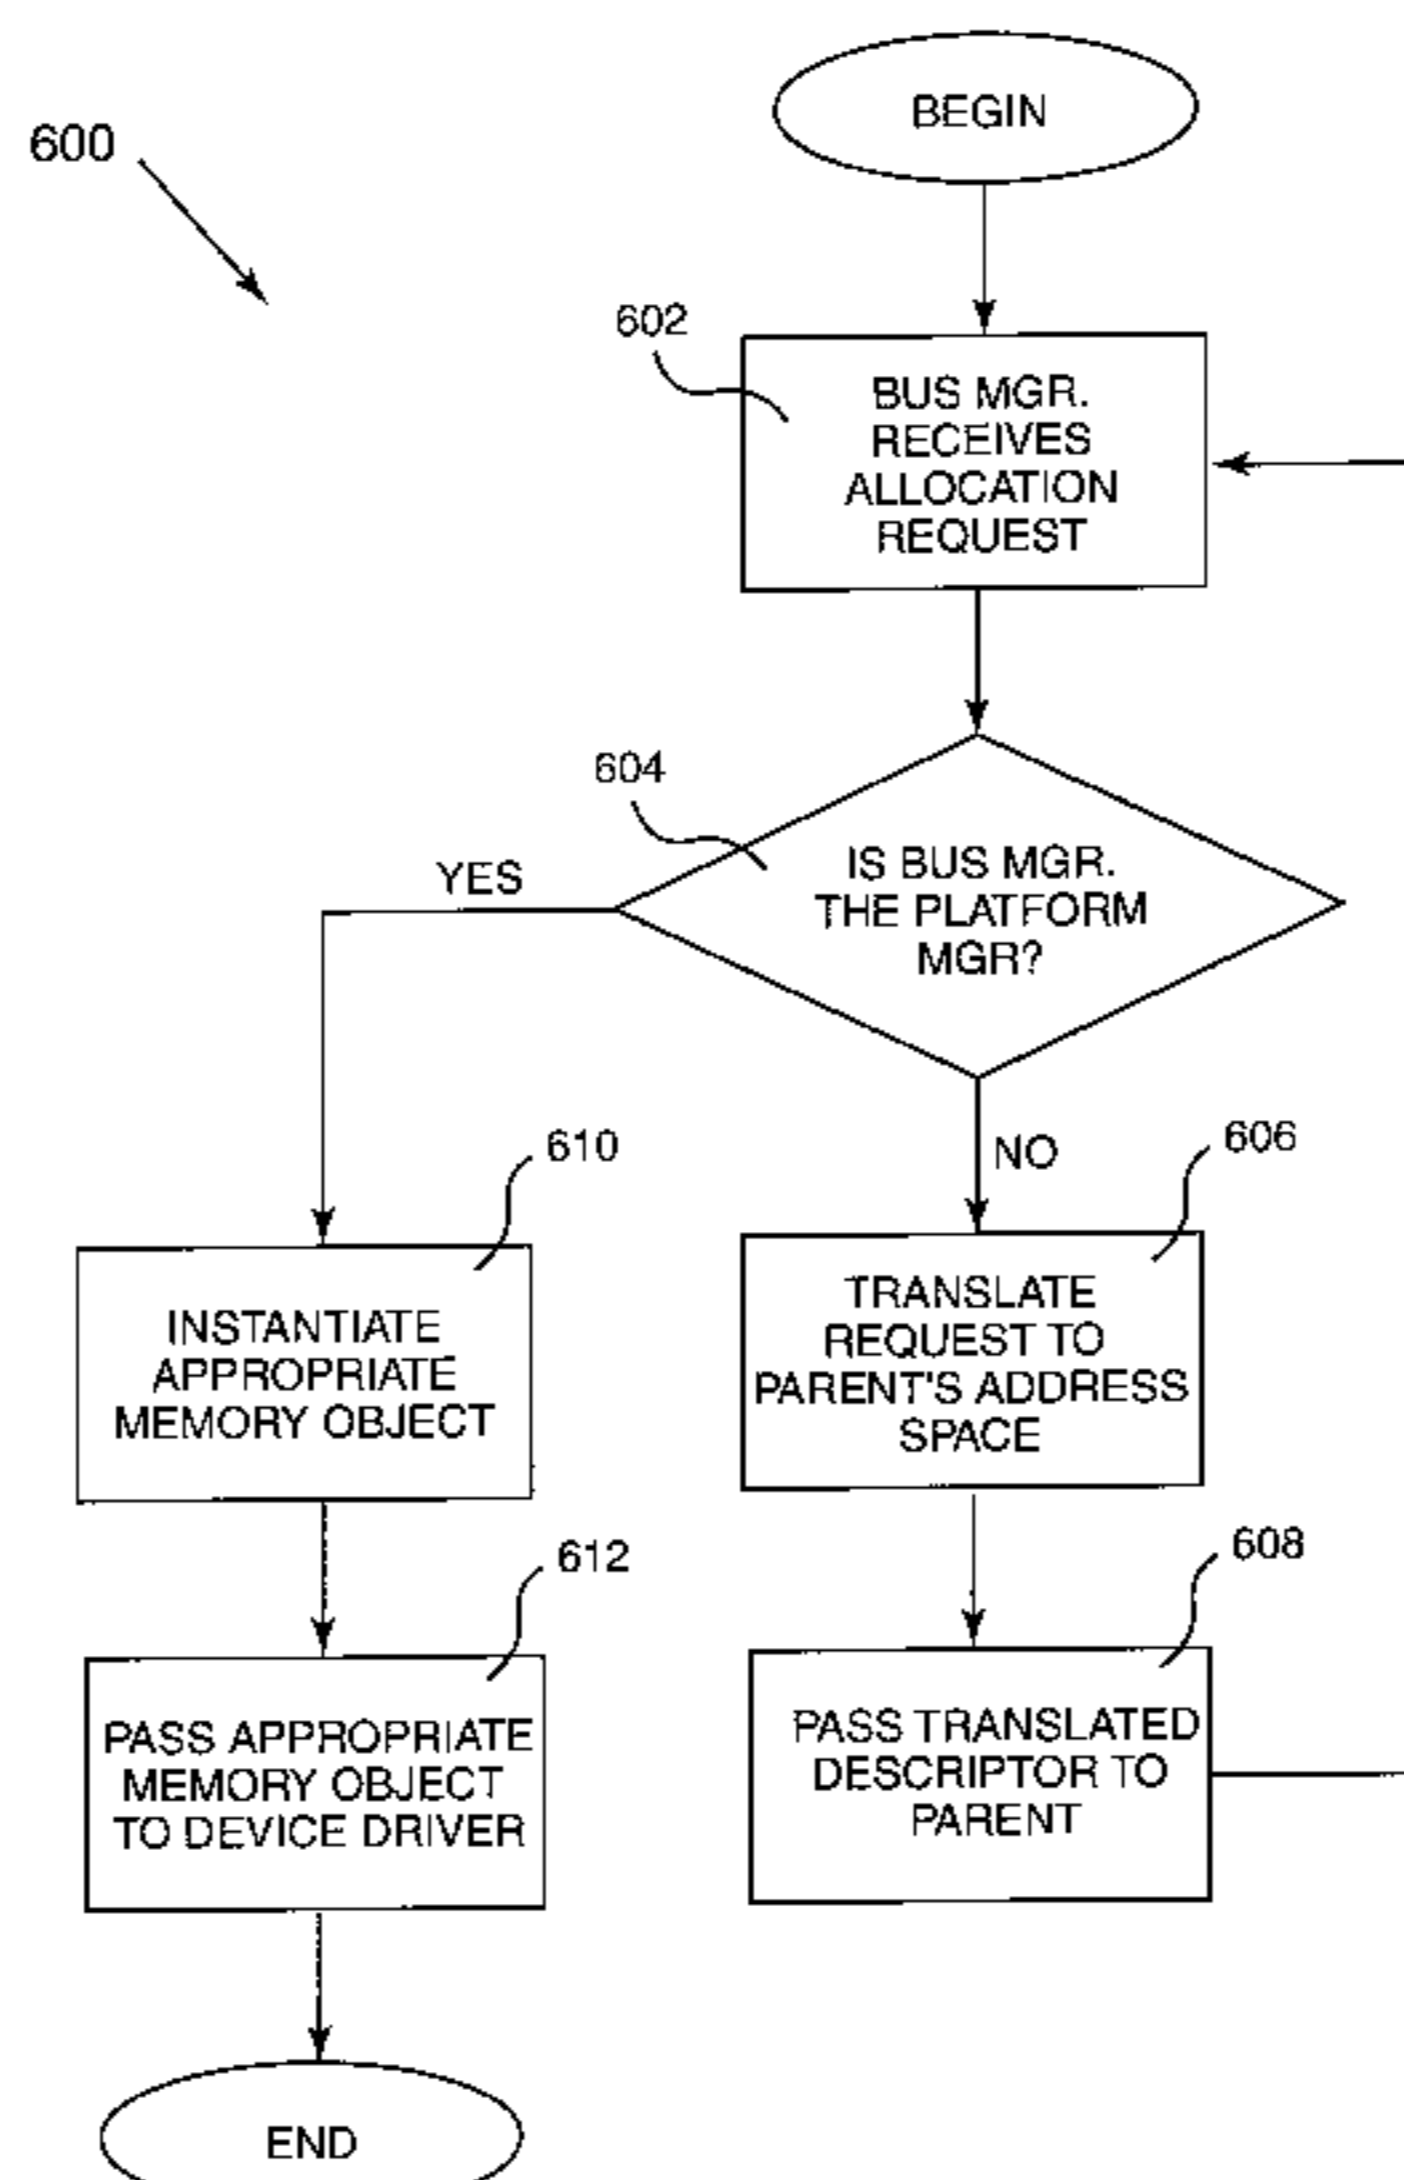 BEGIN
600
602
BUS MGR.
RECEIVES
ALLOCATION
REQUEST
604
IS BUS MGR.
THE PLATFORM
MGR?
YES
NO
606
TRANSLATE
REQUEST TO
PARENT'S ADDRESS
SPACE
610
INSTANTIATE
APPROPRIATE
MEMORY OBJECT
608
PASS TRANSLATED
DESCRIPTOR TO
PARENT
612
PASS APPROPRIATE
MEMORY OBJECT
TO DEVICE DRIVER
END